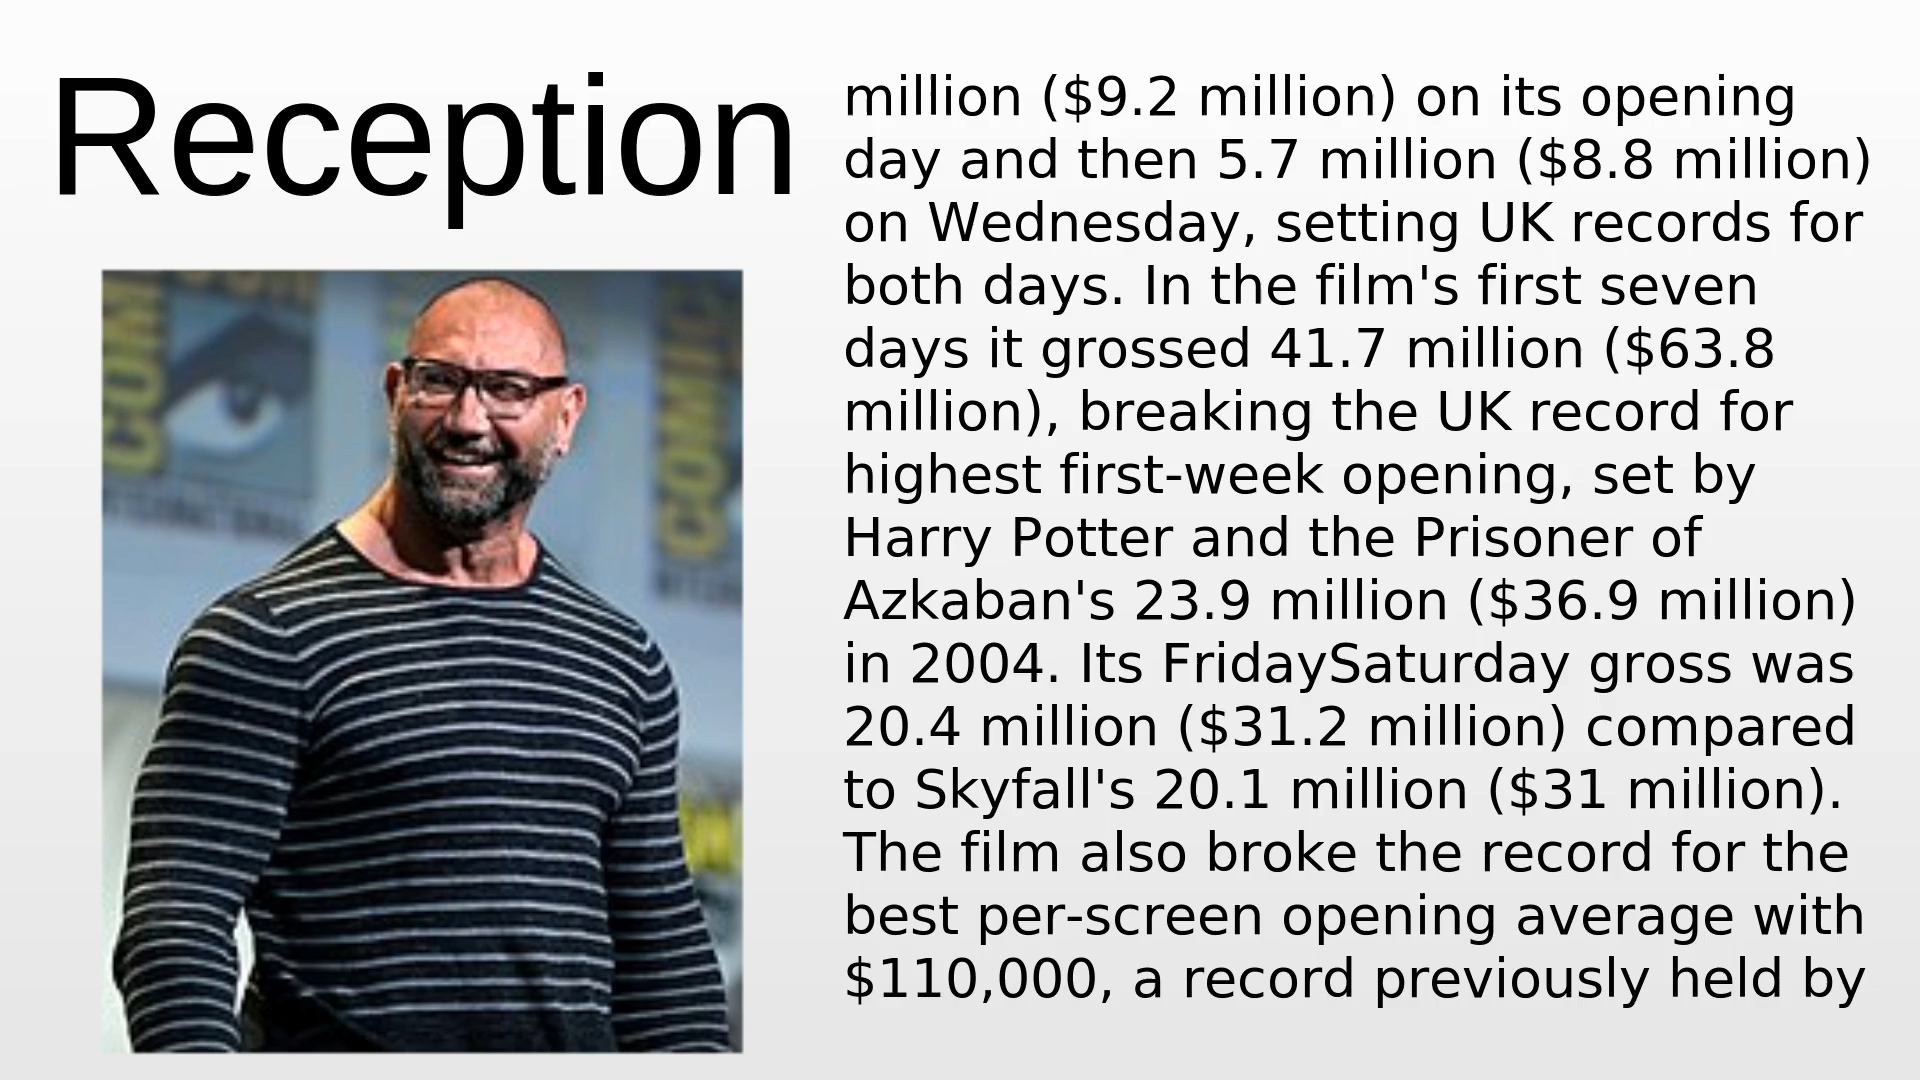 Reception
million ($9.2 million) on its opening
day and then 5.7 million ($8.8 million)
on Wednesday, setting UK records for
both days. In the film's first seven
days it grossed 41.7 million ($63.8
million), breaking the UK record for
highest first-week opening, set by
Harry Potter and the Prisoner of
Azkaban's 23.9 million ($36.9 million)
in 2004. Its FridaySaturday gross was
20.4 million ($31.2 million) compared
to Skyfall's 20.1 million ($31 million).
The film also broke the record for the
best per-screen opening average with
$110,000, a record previously held by